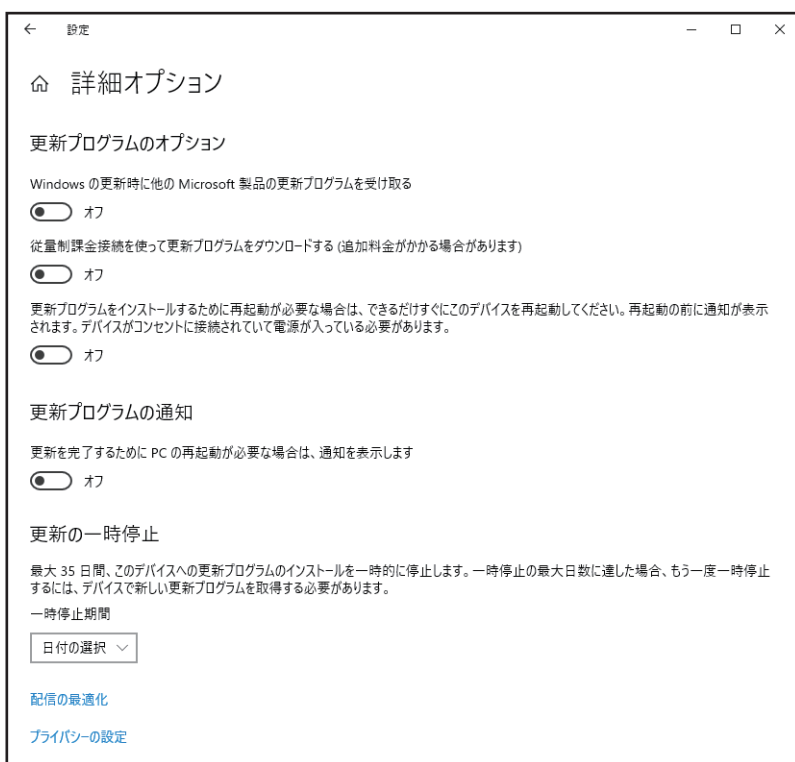 設定
詳細オプション
更新プログラムのオプション
Windows の更新時に他の Microsoft 製品の更新プログラムを受け取る
オフ
従量制課金接続を使って更新プログラムをダウンロードする (追加料金がかかる場合があります)
オフ
更新プログラムをインストールするために再起動が必要な場合は、できるだけすぐにこのデバイスを再起動してください。再起動の前に通知が表示
されます。デバイスがコンセントに接続されていて電源が入っている必要があります。
オフ
更新プログラムの通知
更新を完了するために PC の再起動が必要な場合は、通知を表示します
オフ
更新の一時停止
最大 35 日間、このデバイスへの更新プログラムのインストールを一時的に停止します。一時停止の最大日数に達した場合、もう一度一時停止
するには、デバイスで新しい更新プログラムを取得する必要があります。
一時停止期間
日付の選択
配信の最適化
プライバシーの設定